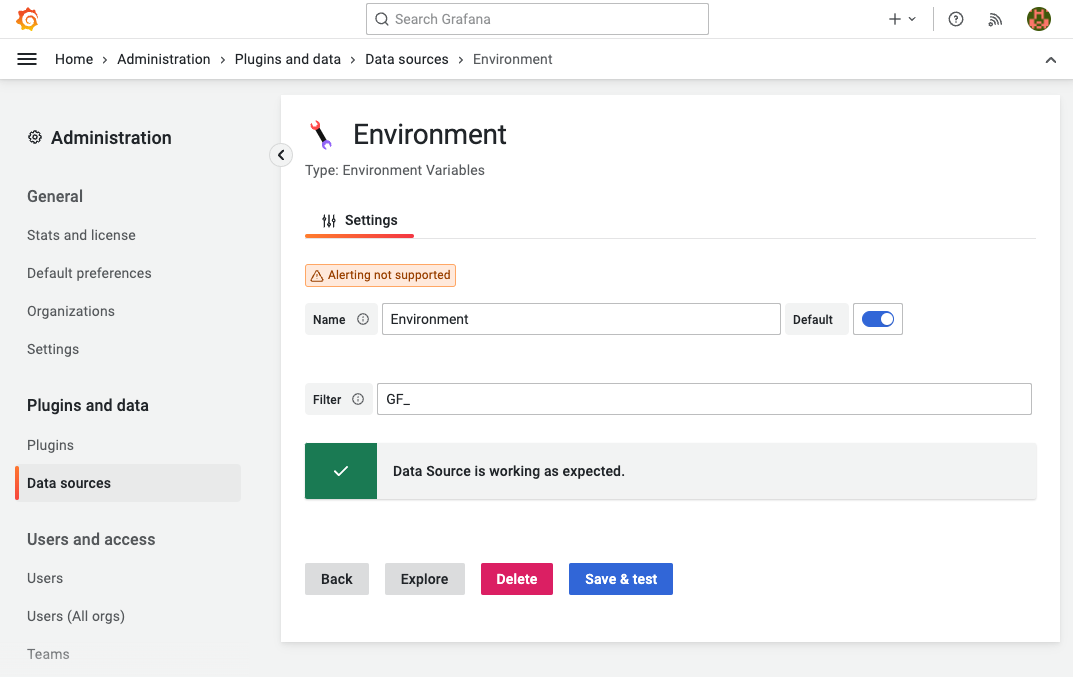 Search Grafana
Home › Administration › Plugins and data › Data sources › Environment
Administration
General
Stats and license
Default preferences
Organizations
Settings
Plugins and data
Plugins
Data sources
Users and access
Users
Users (All orgs)
Teams
Environment
Type: Environment Variables
Settings
Alerting not supported
Name Environment Default
Filter GF_
Data Source is working as expected.
Back Explore Delete Save & test